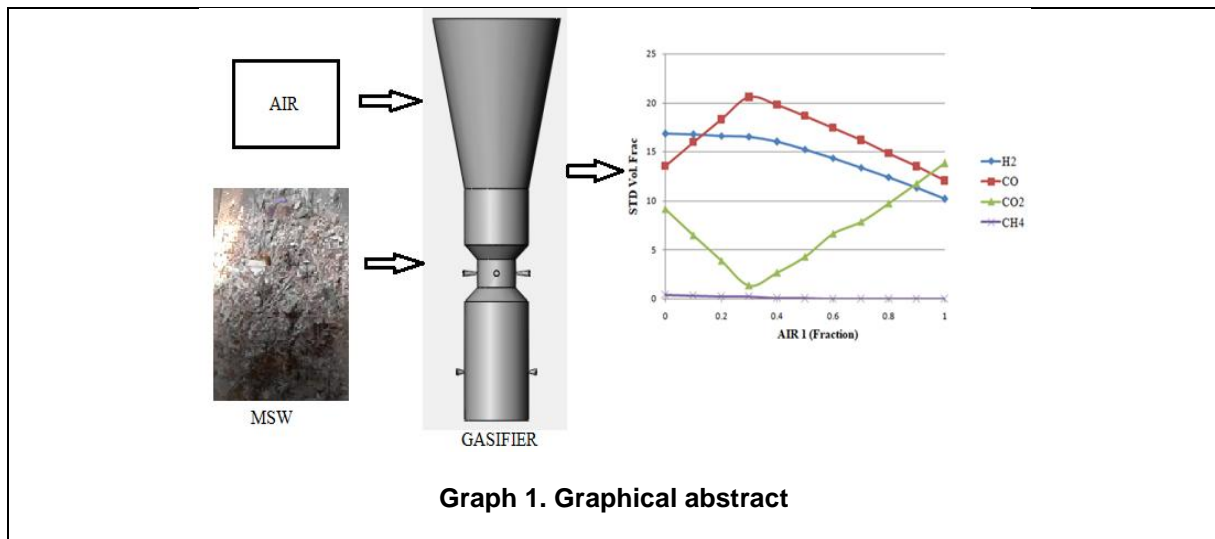 AIR
MSW
GASIFIER
STD Vol. Frac
25
20
15
10
5
0
0
0.2
0.4
0.6
0.8
1
AIR 1 (Fraction)
H2
CO
CO2
CH4
Graph 1. Graphical abstract